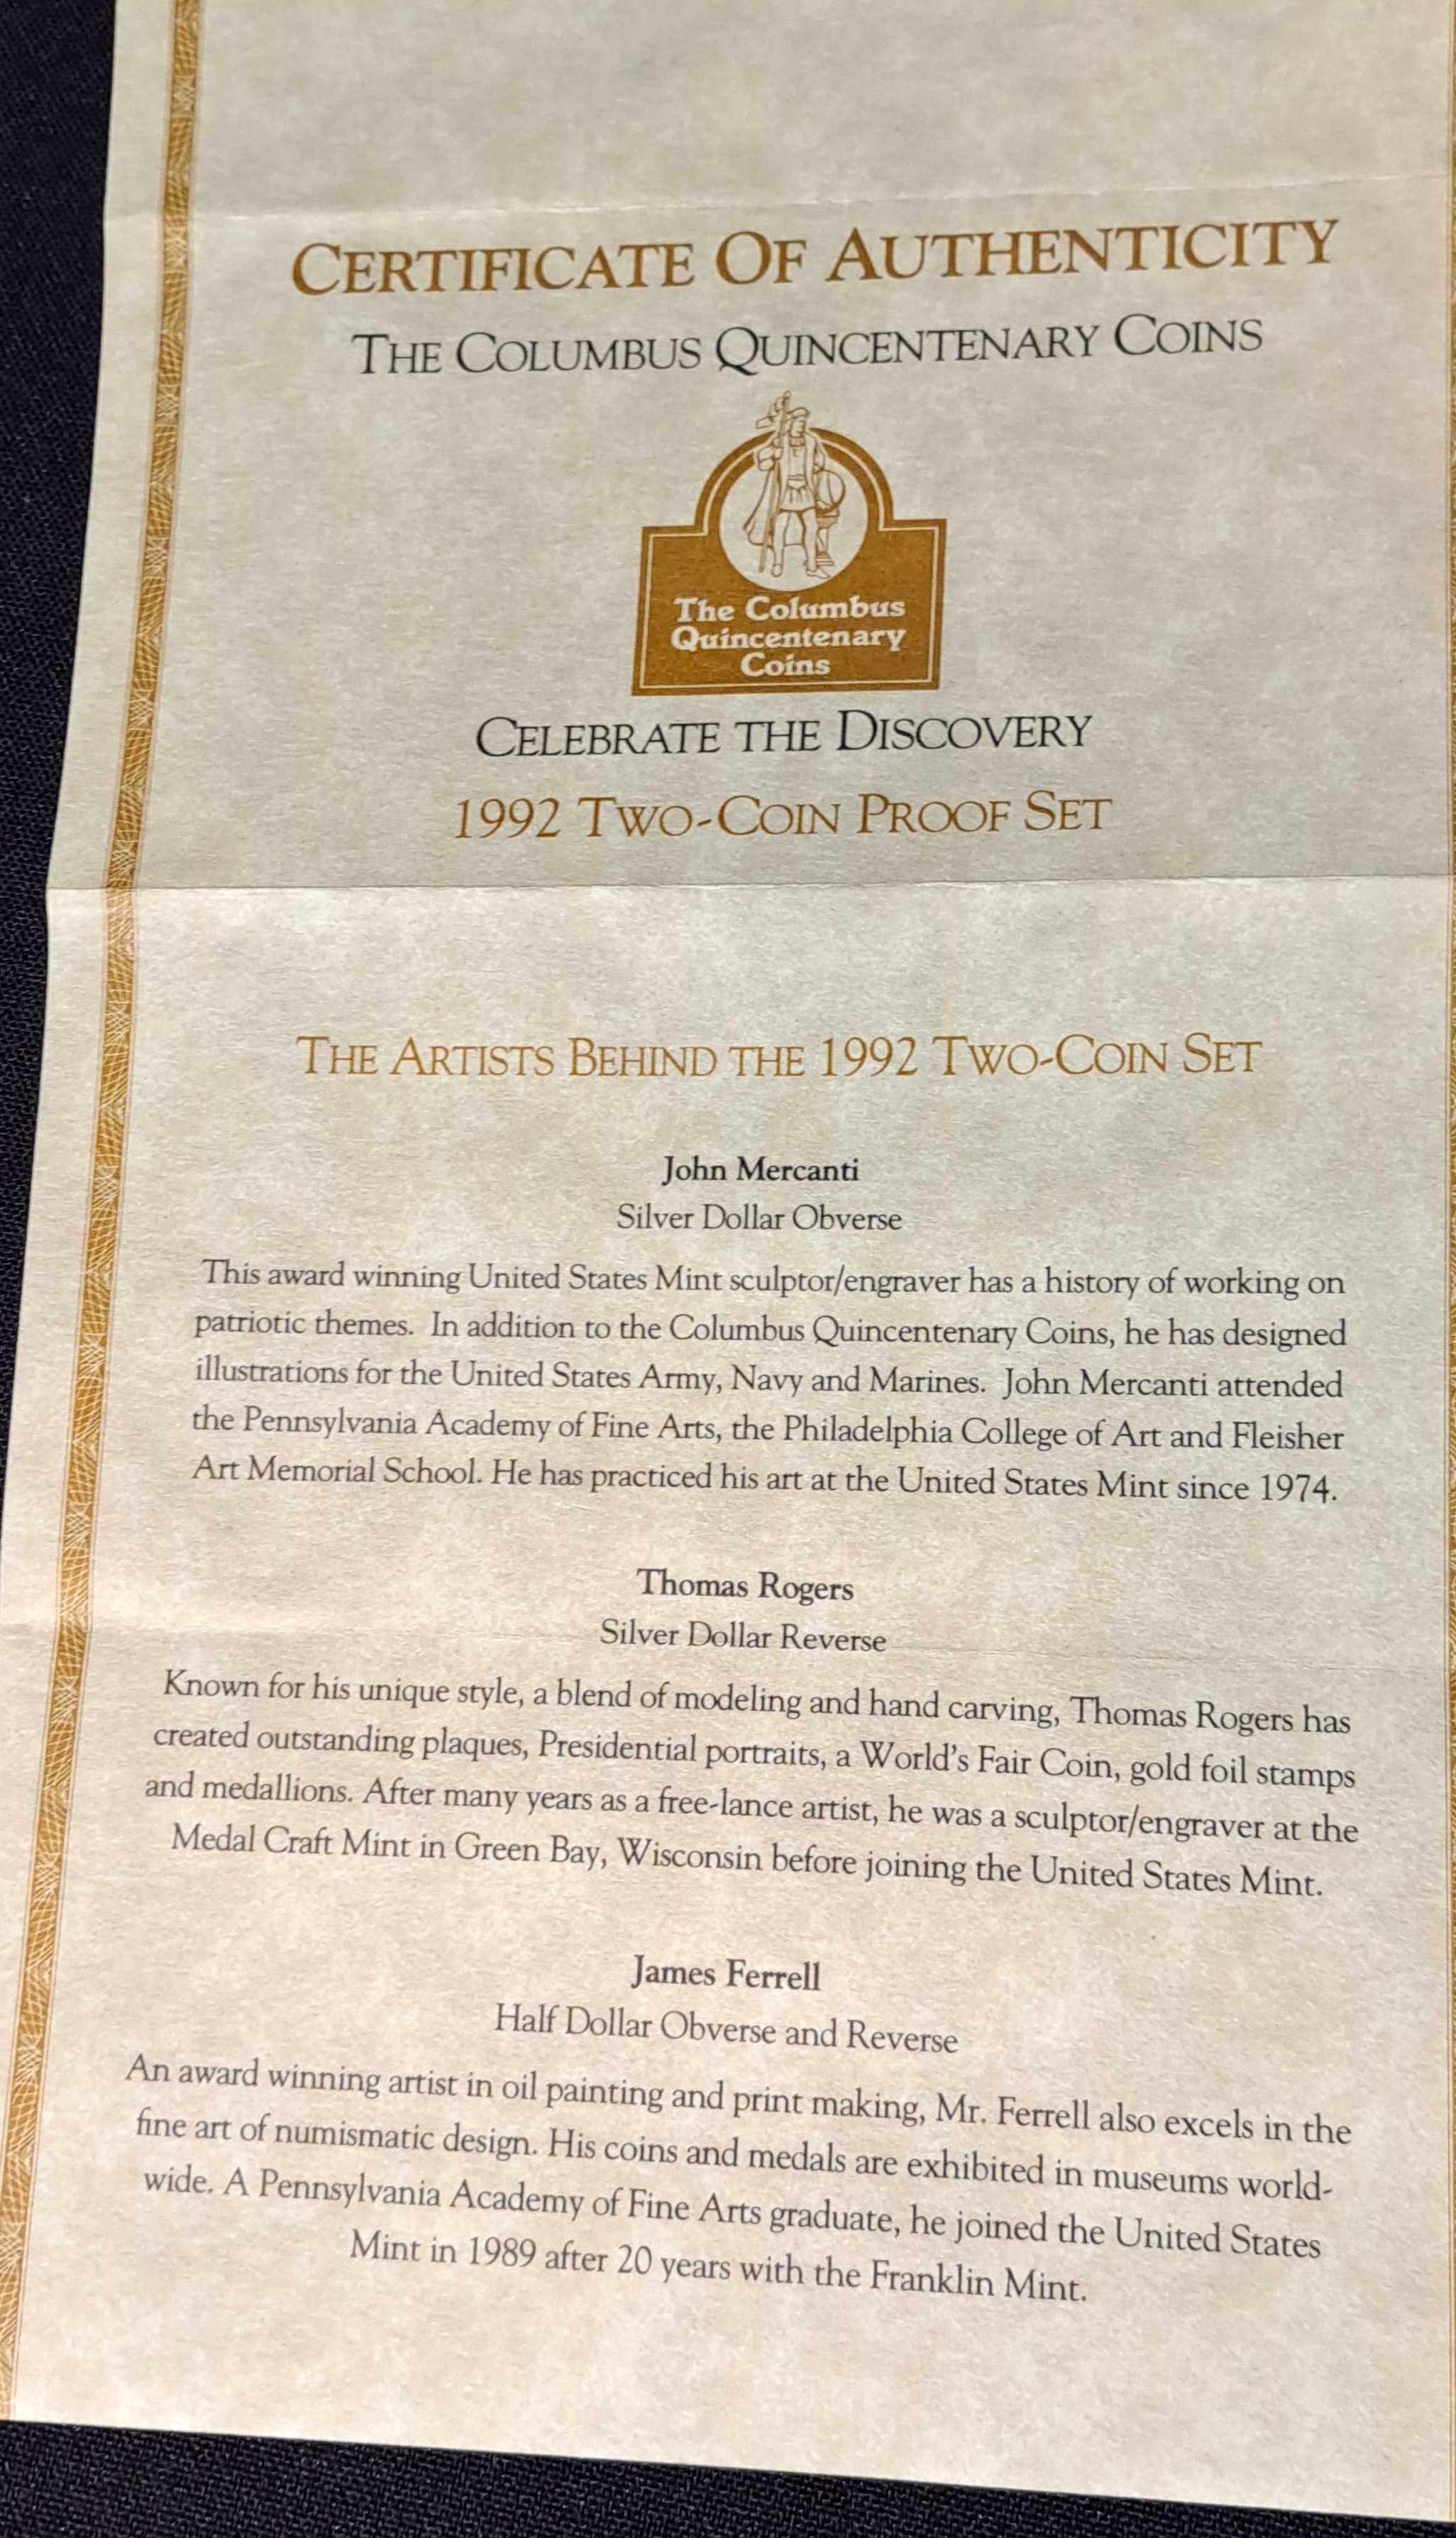 CERTIFICATE OF AUTHENTICITY
THE COLUMBUS QUINCENTENARY COINS
The Columbus
Quincentenary
Coins
CELEBRATE THE DISCOVERY
1992 TWO-COIN PROOF SET
THE ARTISTS BEHIND THE 1992 TWO-COIN SET
John Mercanti
Silver Dollar Obverse
This award winning United States Mint sculptor/engraver has a history of working on
patriotic themes. In addition to the Columbus Quincentenary Coins, he has designed
illustrations for the United States Army, Navy and Marines. John Mercanti attended
the Pennsylvania Academy of Fine Arts, the Philadelphia College of Art and Fleisher
Art Memorial School. He has practiced his art at the United States Mint since 1974.
Thomas Rogers
Silver Dollar Reverse
Known for his unique style, a blend of modeling and hand carving, Thomas Rogers has
created outstanding plaques, Presidential portraits, a World's Fair Coin, gold foil stamps
and medallions. After many years as a free-lance artist, he was a sculptor/engraver at the
Medal Craft Mint in Green Bay, Wisconsin before joining the United States Mint.
James Ferrell
Half Dollar Obverse and Reverse
An award winning artist in oil painting and print making, Mr. Ferrell also excels in the
fine art of numismatic design. His coins and medals are exhibited in museums world-
wide. A Pennsylvania Academy of Fine Arts graduate, he joined the United States
Mint in 1989 after 20 years with the Franklin Mint.